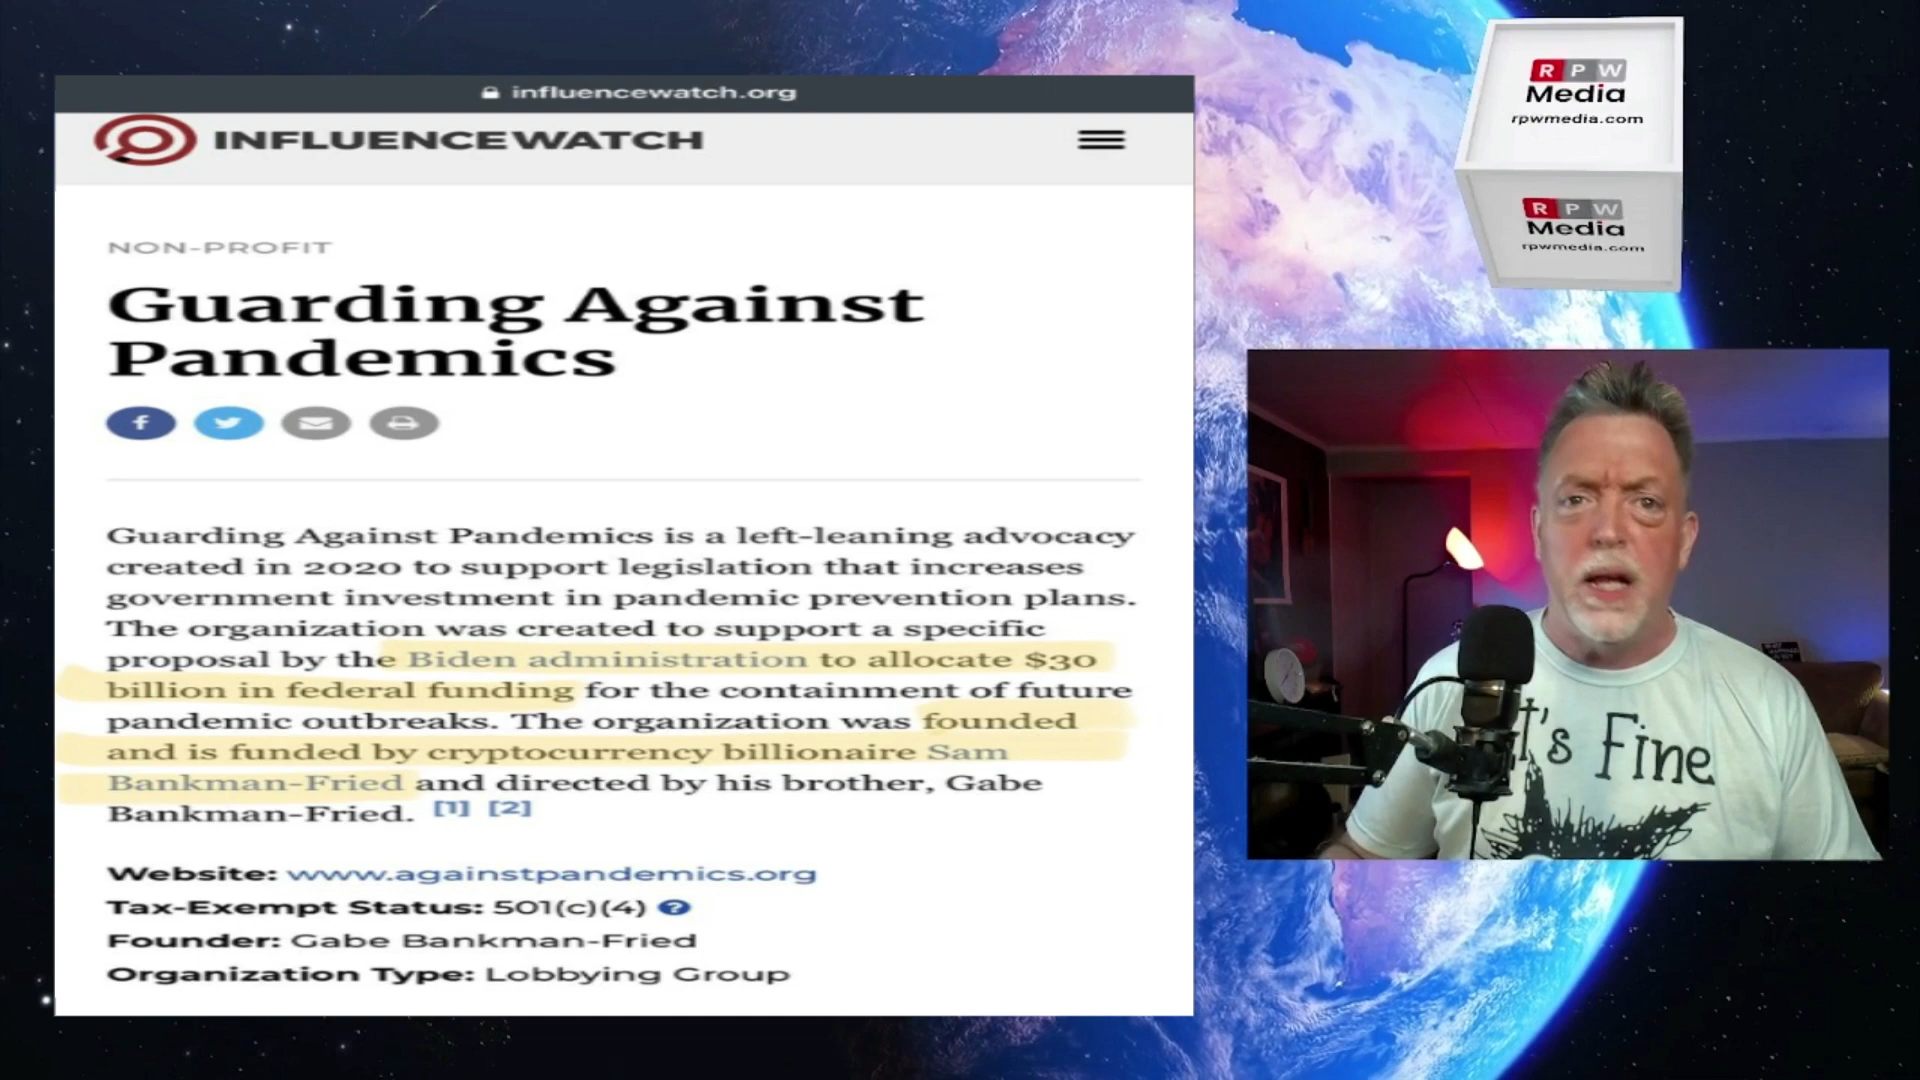 influencewatch.org
INFLUENCEWATCH
NON-PROFIT
Guarding Against
Pandemics
Guarding Against Pandemics is a left-leaning advocacy
created in 2020 to support legislation that increases
government investment in pandemic prevention plans.
The organization was created to support a specific
proposal by the Biden administration to allocate $30
billion in federal funding for the containment of future
pandemic outbreaks. The organization was founded
and is funded by cryptocurrency billionaire Sam
Bankman-Fried and directed by his brother, Gabe
Bankman-Fried. [1] [2]
Website: www.againstpandemics.org
Tax-Exempt Status: 501(c)(4) ?
Founder: Gabe Bankman-Fried
Organization Type: Lobbying Group
RPW
Media
rpwmedia.com
RPW
Media
rpwmedia.com
t's Fine